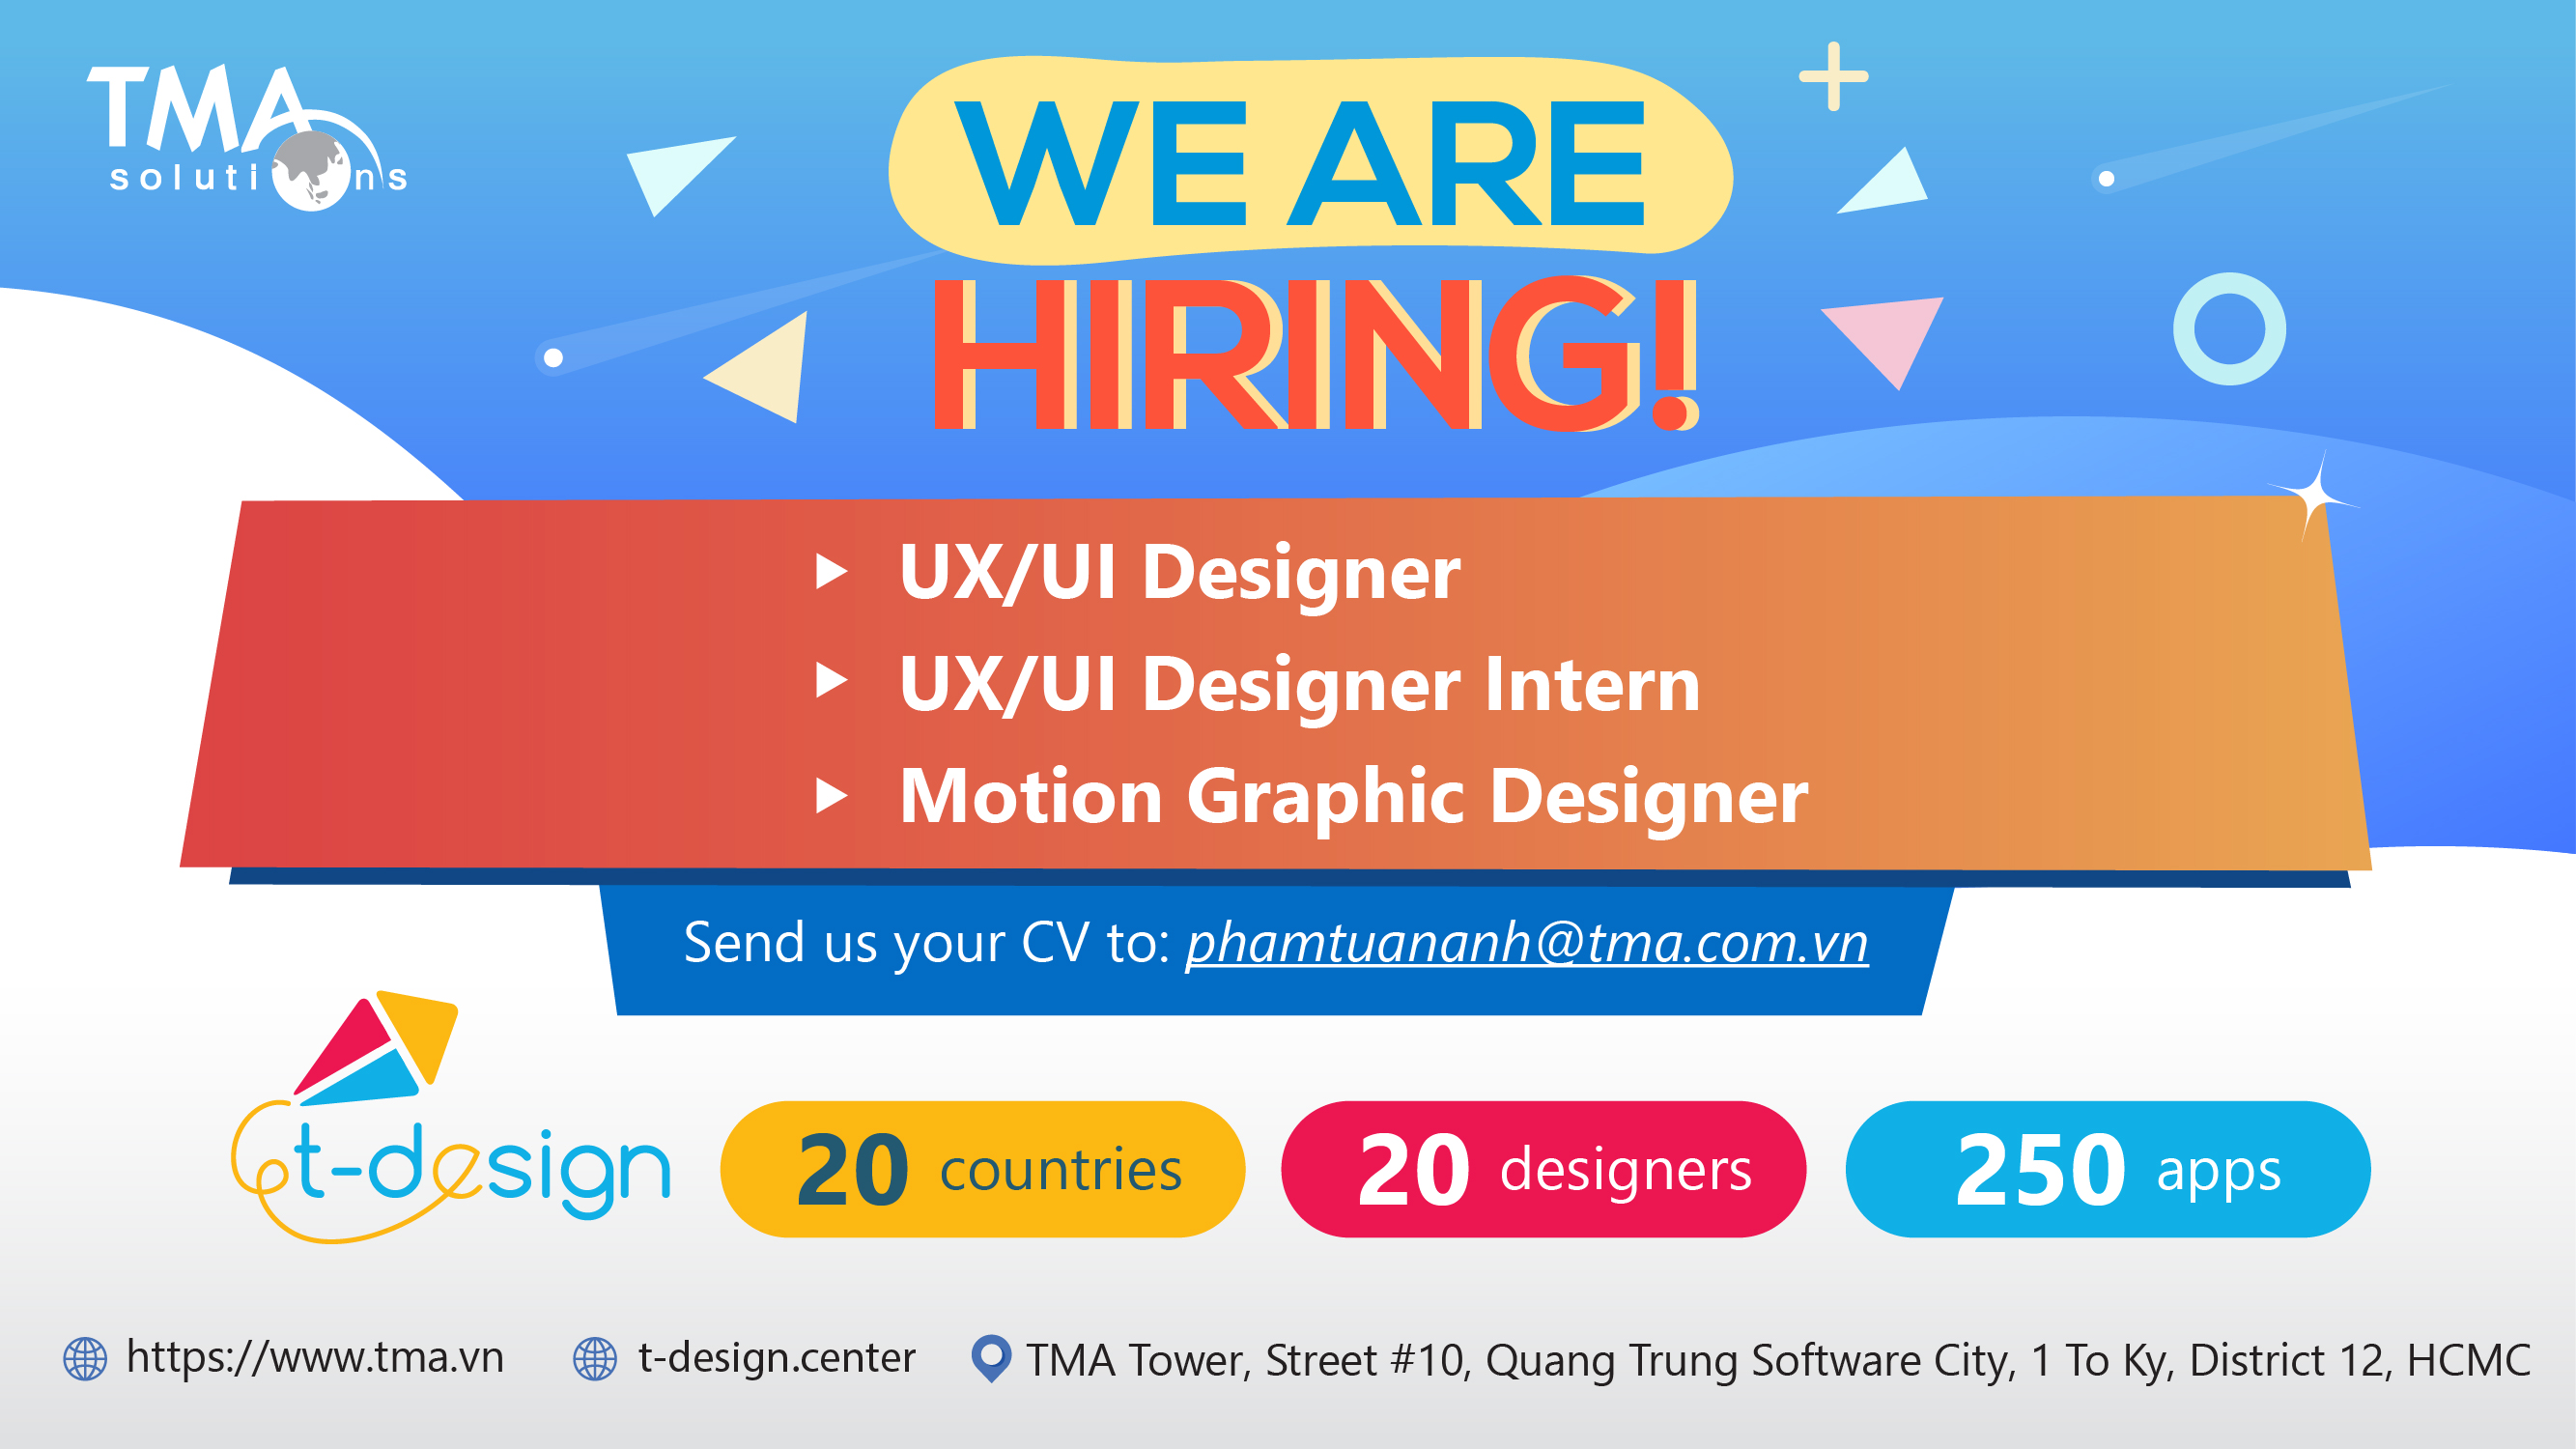 TMA
solutions
WE ARE
HIRING!
UX/UI Designer
UX/UI Designer Intern
Motion Graphic Designer
Send us your CV to: phamtuananh@tma.com.vn
t-design
20 countries
20 designers
250 apps
https://www.tma.vn
t-design.center
TMA Tower, Street #10, Quang Trung Software City, 1 To Ky, District 12, HCMC